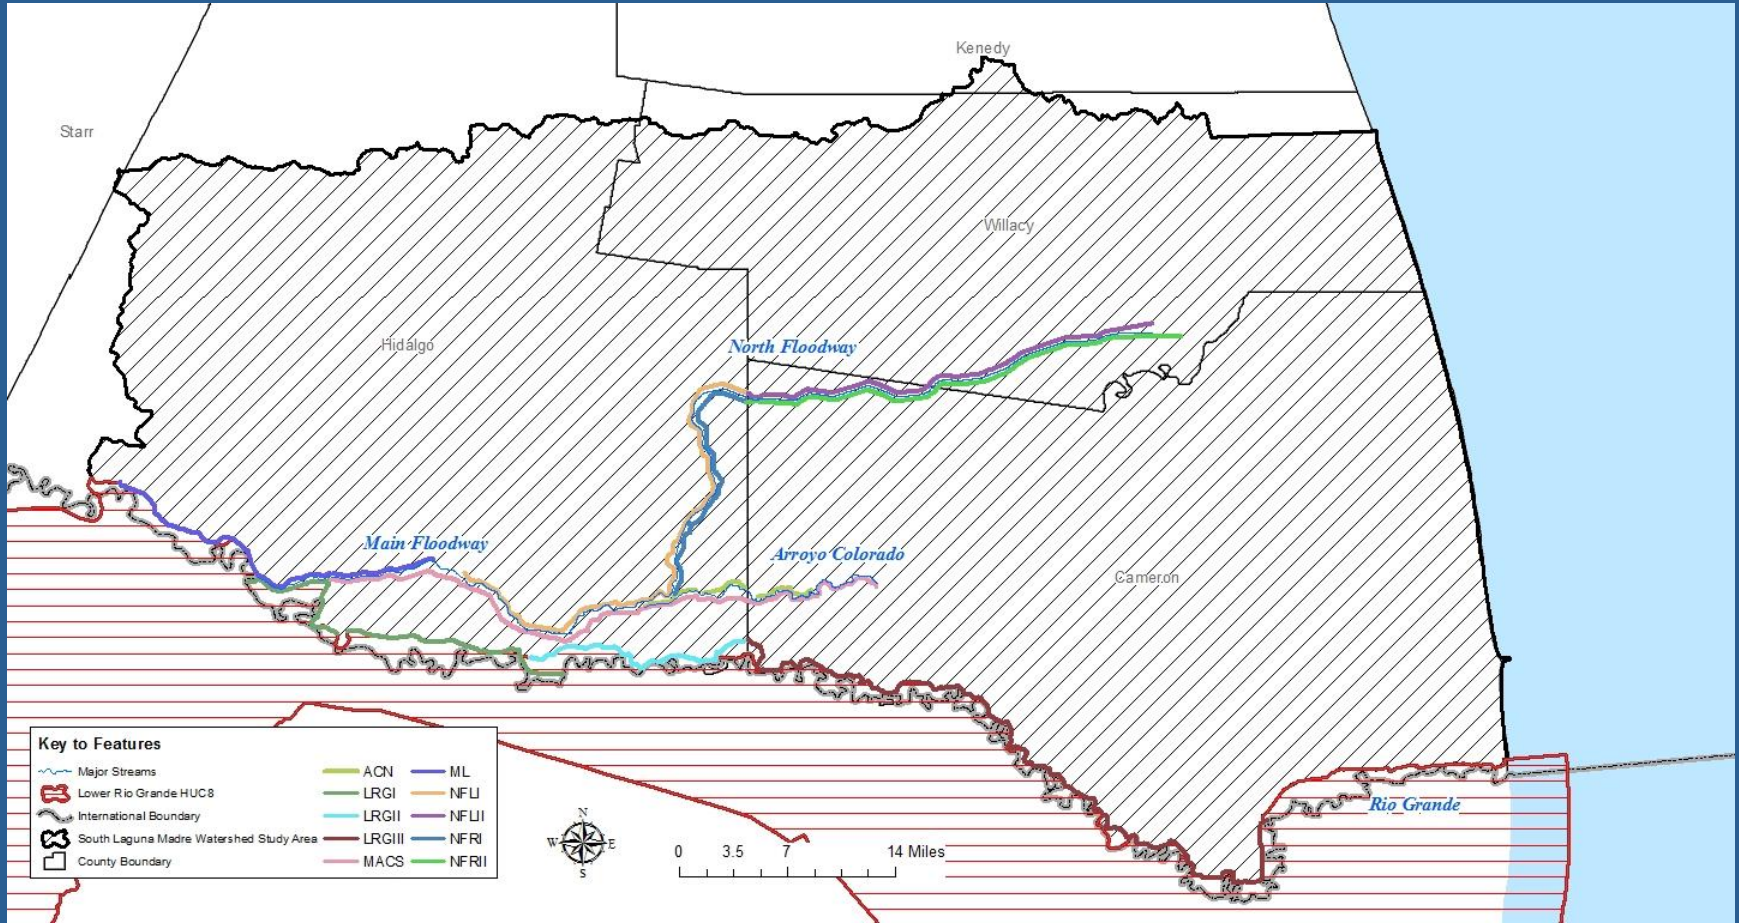 Kenedy
Starr
Willacy
Hidalgo
North Floodway
Main Floodway
Arroyo Colorado
Cameron
Rio Grande
Key to Features
Major Streams
Lower Rio Grande HUC8
International Boundary
South Laguna Madre Watershed Study Area
County Boundary
ACN
LRGI
LRGII
LRGIII
MACS
ML
NFLI
NFLII
NFRI
NFRII
N
W E
S
0 3.5 7 14 Miles